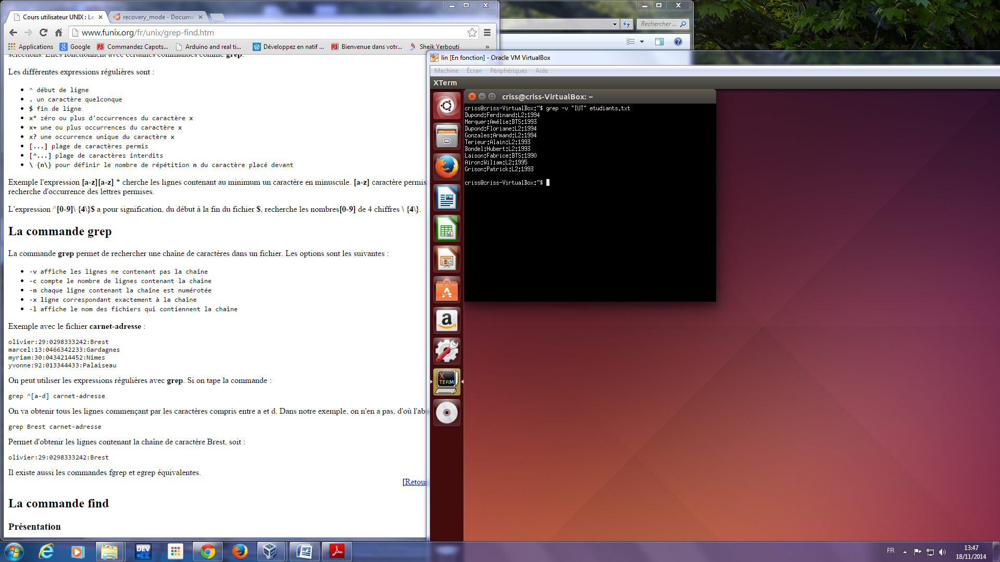 Cours utilisateur UNIX : Le
recovery_mode - Docume
www.funix.org/fr/unix/grep-find.htm
Applications
Google
Commandez Capots...
Arduino and real ti...
Développez en natif ...
Bienvenue dans votr...
Sheik Yerbouti
»
Rechercher ...
sélections. Elles fonctionnent avec certaines commandes comme grep.
Les différentes expressions régulières sont :
• ^ début de ligne
• . un caractère quelconque
• $ fin de ligne
• x* zéro ou plus d'occurrences du caractère x
• x+ une ou plus occurrences du caractère x
• x? une occurrence unique du caractère x
• [...] plage de caractères permis
• [^...] plage de caractères interdits
• \ {n\} pour définir le nombre de répétition n du caractère placé devant
Exemple l'expression [a-z][a-z] * cherche les lignes contenant au minimum un caractère en minuscule. [a-z] caractère permis
recherche d'occurrence des lettres permises.
L'expression ^[0-9]\ {4\}$ a pour signification, du début à la fin du fichier $, recherche les nombres[0-9] de 4 chiffres \ {4\}.
La commande grep
La commande grep permet de rechercher une chaîne de caractères dans un fichier. Les options sont les suivantes :
• -v affiche les lignes ne contenant pas la chaîne
• -c compte le nombre de lignes contenant la chaîne
• -n chaque ligne contenant la chaîne est numérotée
• -x ligne correspondant exactement à la chaîne
• -l affiche le nom des fichiers qui contiennent la chaîne
Exemple avec le fichier carnet-adresse :
olivier:29:0298333242:Brest
marcel:13:0466342233:Gardagnes
myriam:30:0434214452:Nimes
yvonne:92:013344433:Palaiseau
On peut utiliser les expressions régulières avec grep. Si on tape la commande :
grep ^[a-d] carnet-adresse
On va obtenir tous les lignes commençant par les caractères compris entre a et d. Dans notre exemple, on n'en a pas, d'où l'abs
grep Brest carnet-adresse
Permet d'obtenir les lignes contenant la chaîne de caractère Brest, soit :
olivier:29:0298333242:Brest
Il existe aussi les commandes fgrep et egrep équivalentes.
[Retour
La commande find
Présentation
lin [En fonction] - Oracle VM VirtualBox
Machine Écran Périphériques Aide
XTerm
criss@criss-VirtualBox: ~
criss@criss-VirtualBox:~$ grep -v "IUT" etudiants.txt
Dupond:Ferdinand:L2:1994
Merquer:Amélie:BTS:1993
Dupond:Floriane:L2:1994
Gonzales:Armand:L2:1994
Terieur:Alain:L2:1993
Bondel:Hubert:L2:1993
Laison:Fabrice:BTS:1990
Airon:Wiliam:L2:1995
Grison:Patrick:L2:1993
criss@criss-VirtualBox:~$
A
a
X
TERM
DEV
C++
W
FR
13:47
18/11/2014